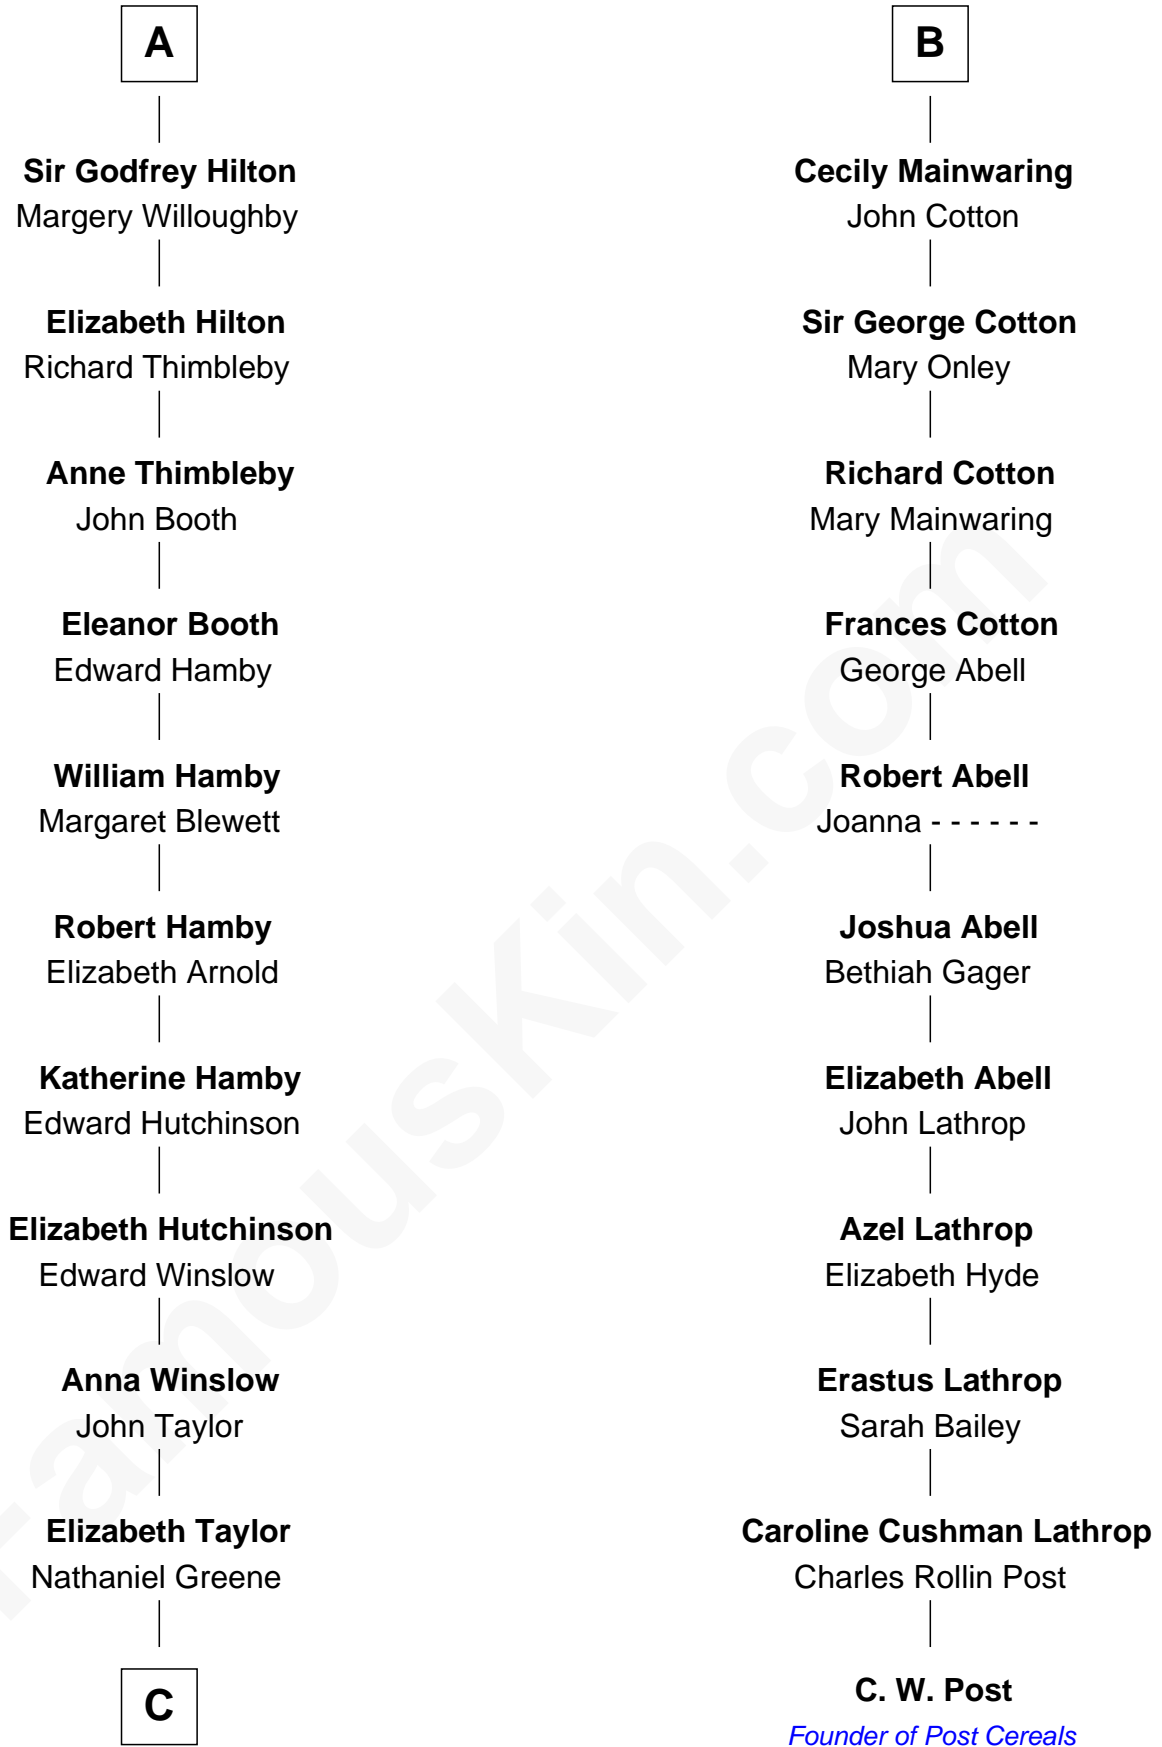 A
Sir Godfrey Hilton
Margery Willoughby
Elizabeth Hilton
Richard Thimbleby
Anne Thimbleby
John Booth
Eleanor Booth
Edward Hamby
William Hamby
Margaret Blewett
Robert Hamby
Elizabeth Arnold
Katherine Hamby
Edward Hutchinson
Elizabeth Hutchinson
Edward Winslow
Anna Winslow
John Taylor
Elizabeth Taylor
Nathaniel Greene
C
B
Cecily Mainwaring
John Cotton
Sir George Cotton
Mary Onley
Richard Cotton
Mary Mainwaring
Frances Cotton
George Abell
Robert Abell
Joanna - - - - - -
Joshua Abell
Bethiah Gager
Elizabeth Abell
John Lathrop
Azel Lathrop
Elizabeth Hyde
Erastus Lathrop
Sarah Bailey
Caroline Cushman Lathrop
Charles Rollin Post
C. W. Post
Founder of Post Cereals
FamousKin.com